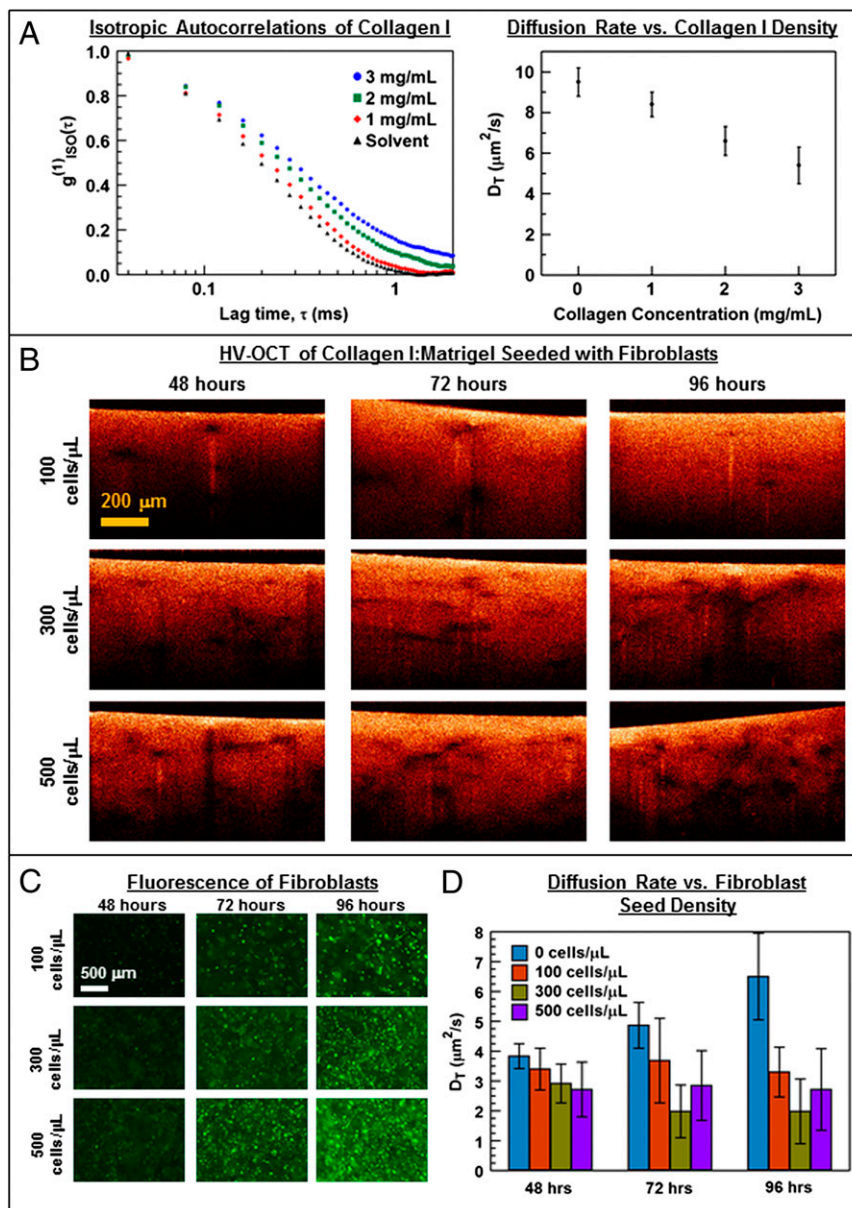 A
Isotropic Autocorrelations of Collagen I
1.0
0.8
0.6
0.4
0.2
0.0
g(1)ISO(τ)
3 mg/mL
2 mg/mL
1 mg/mL
Solvent
0.1
1
Lag time, τ (ms)
Diffusion Rate vs. Collagen I Density
10
8
6
4
2
0
DT (μm²/s)
0
1
2
3
Collagen Concentration (mg/mL)
B
HV-OCT of Collagen I:Matrigel Seeded with Fibroblasts
48 hours
72 hours
96 hours
100
cells/μL
200 μm
300
cells/μL
500
cells/μL
C
Fluorescence of Fibroblasts
48 hours
72 hours
96 hours
100
cells/μL
500 μm
300
cells/μL
500
cells/μL
D
Diffusion Rate vs. Fibroblast
Seed Density
8
7
6
5
4
3
2
1
0
DT (μm²/s)
0 cells/μL
100 cells/μL
300 cells/μL
500 cells/μL
48 hrs
72 hrs
96 hrs